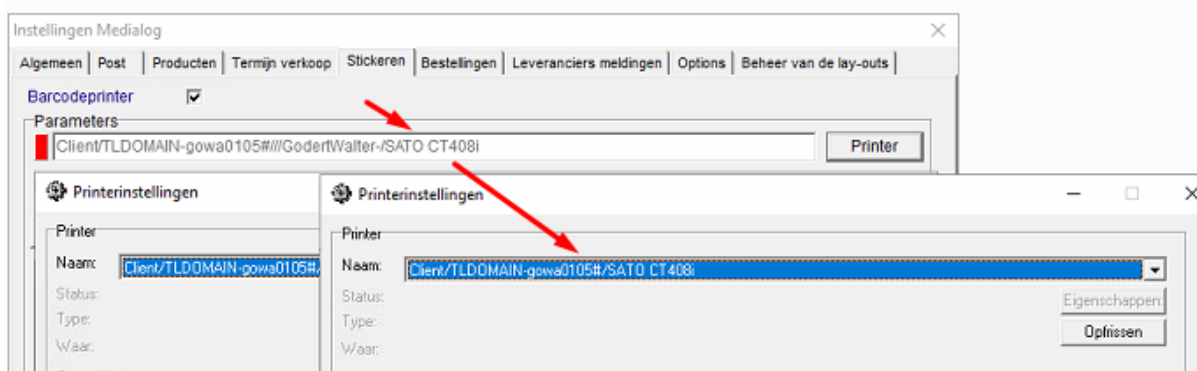 Instellingen Medialog
Algemeen Post Producten Termijn verkoop Stickeren Bestellingen Leveranciers meldingen Options Beheer van de lay-outs
Barcodeprinter
Parameters
Client/TLDOMAIN-gowa0105#///GodertWalter-/SATO CT408i Printer
Printerinstellingen
Printer
Naam: Client/TLDOMAIN-gowa0105#/
Status:
Type:
Waar:
Printerinstellingen
Printer
Naam: Client/TLDOMAIN-gowa0105#/SATO CT408i
Status: Eigenschappen:
Type: Opfrissen
Waar: